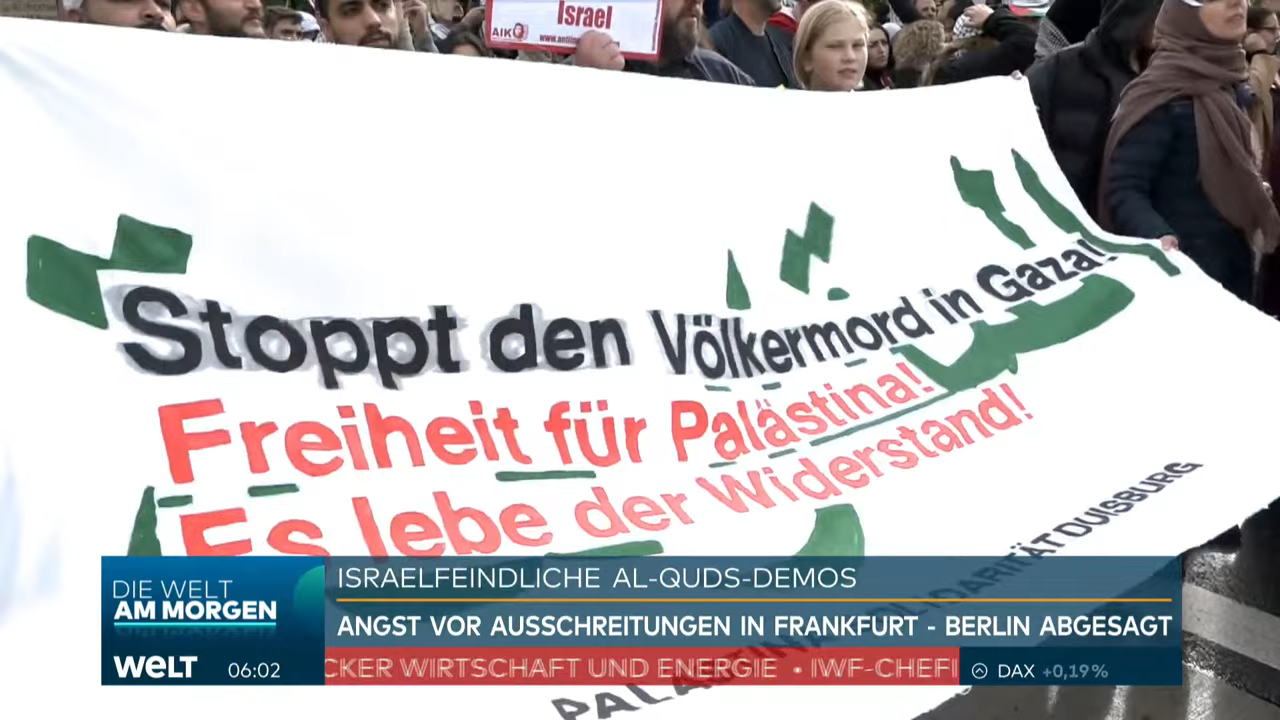 Israel
AIK
Stoppt den Völkermord in Gaza!
Freiheit für Palästina!
Es lebe der Widerstand!
DUISBURG
DIE WELT
AM MORGEN
ISRAELFEINDLICHE AL-QUDS-DEMOS
ANGST VOR AUSSCHREITUNGEN IN FRANKFURT - BERLIN ABGESAGT
welt 06:02
CKER WIRTSCHAFT UND ENERGIE • IWF-CHEFI
DAX +0,19%